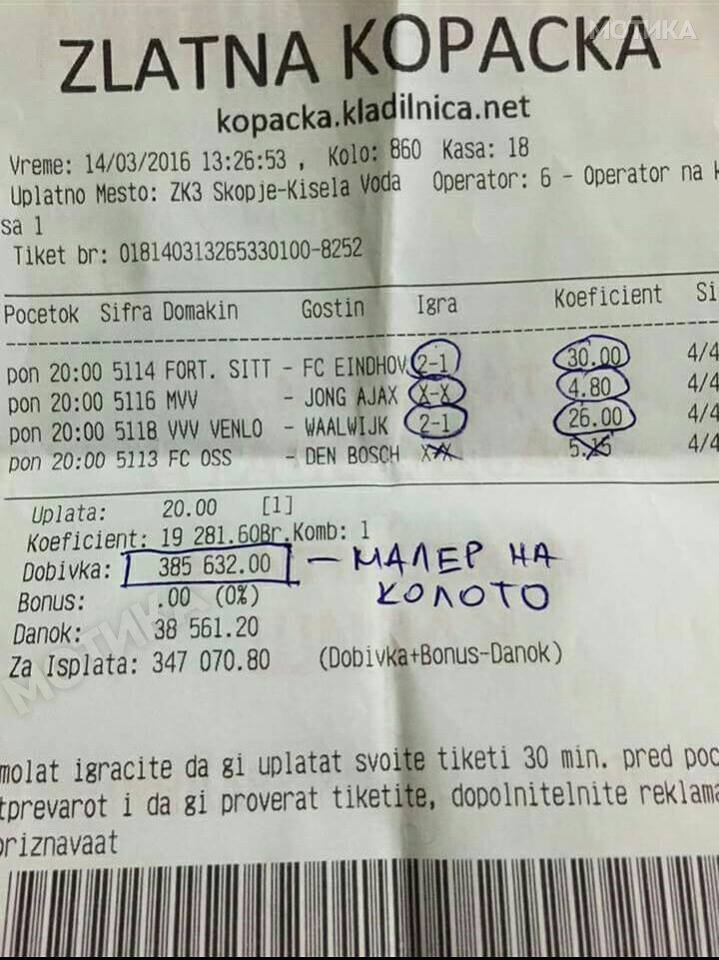 МОТИКА
ZLATNA KOPACKA
kopacka.kladilnica.net
Vreme: 14/03/2016 13:26:53 , Kolo: 860 Kasa: 18
Uplatno Mesto: ZK3 Skopje-Kisela Voda Operator: 6 - Operator na
sa 1
Tiket br: 018140313265330100-8252
Pocetok Sifra Domakin Gostin Igra Koeficient Si
pon 20:00 5114 FORT. SITT - FC EINDHOV 2-1 30.00 4/4
pon 20:00 5116 MVV - JONG AJAX X-X 4.80 4/4
pon 20:00 5118 VVV VENLO - WAALWIJK 2-1 26.00 4/4
pon 20:00 5113 FC OSS - DEN BOSCH 4/4
Uplata: 20.00 [1]
Koeficient: 19 281.60Br.Komb: 1
Dobivka: 385 632.00 - МАЛЕР НА
КОЛОТО
Bonus: .00 (0%)
Danok: 38 561.20
Za Isplata: 347 070.80 (Dobivka+Bonus-Danok)
МОТИКА
molat igracite da gi uplatat svoite tiketi 30 min. pred poc
tprevarot i da gi proverat tiketite, dopolnitelnite reklama
priznavaat